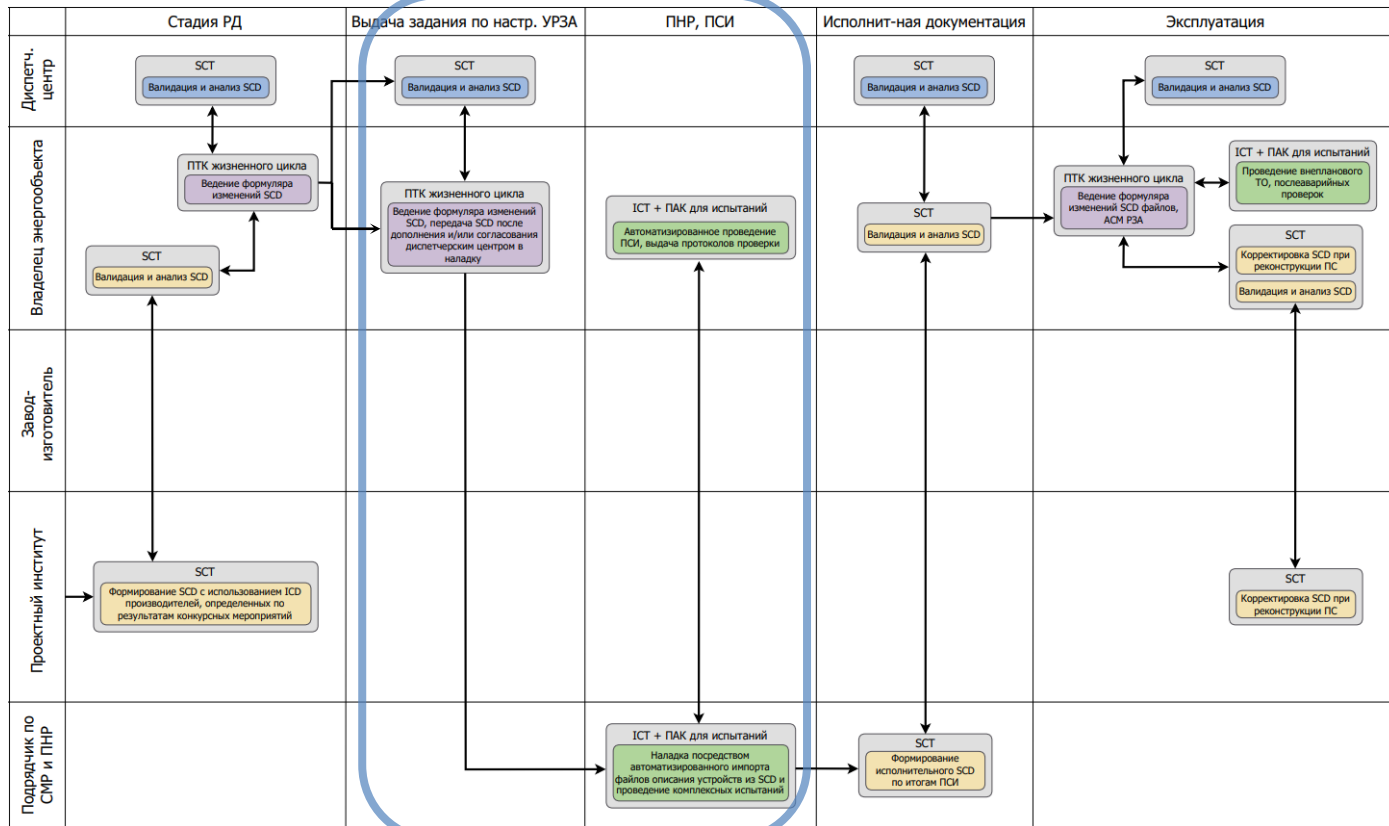 Стадия РД
Выдача задания по настр. УРЗА
ПНР, ПСИ
Исполнит-ная документация
Эксплуатация
Диспетч.
центр
SCT
Валидация и анализ SCD
SCT
Валидация и анализ SCD
SCT
Валидация и анализ SCD
SCT
Валидация и анализ SCD
Владелец энергообъекта
ПТК жизненного цикла
Ведение формуляра
изменений SCD
SCT
Валидация и анализ SCD
ПТК жизненного цикла
Ведение формуляра изменений
SCD, передача SCD после
дополнения и/или согласования
диспетчерским центром в
наладку
ICT + ПАК для испытаний
Автоматизированное проведение
ПСИ, выдача протоколов проверки
SCT
Валидация и анализ SCD
ПТК жизненного цикла
Ведение формуляра
изменений SCD файлов,
АСМ РЗА
ICT + ПАК для испытаний
Проведение внепланового
ТО, послеаварийных
проверок
SCT
Корректировка SCD при
реконструкции ПС
Валидация и анализ SCD
Завод-
изготовитель
Проектный институт
SCT
Формирование SCD с использованием ICD
производителей, определенных по
результатам конкурсных мероприятий
SCT
Корректировка SCD при
реконструкции ПС
Подрядчик по
СМР и ПНР
ICT + ПАК для испытаний
Наладка посредством
автоматизированного импорта
файлов описания устройств из SCD и
проведение комплексных испытаний
SCT
Формирование
исполнительного SCD
по итогам ПСИ